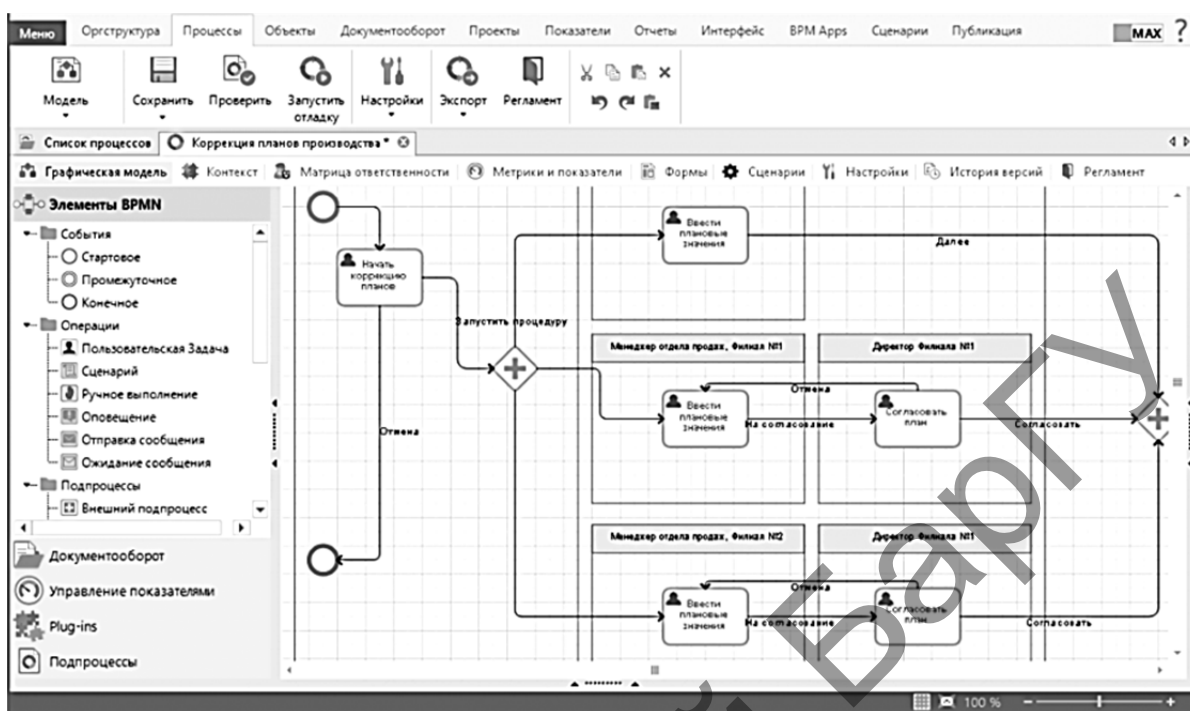 Меню Оргструктура Процессы Объекты Документооборот Проекты Показатели Отчеты Интерфейс BPM Apps Сценарии Публикация MAX ?
Модель Сохранить Проверить Запустить отладку Настройки Экспорт Регламент
Список процессов Коррекция планов производства *
Графическая модель Контекст Матрица ответственности Метрики и показатели Формы Сценарии Настройки История версий Регламент
Элементы BPMN
События
Стартовое
Промежуточное
Конечное
Операции
Пользовательская Задача
Сценарий
Ручное выполнение
Оповещение
Отправка сообщения
Ожидание сообщения
Подпроцессы
Внешний подпроцесс
Документооборот
Управление показателями
Plug-ins
Подпроцессы
Начать
коррекцию
планов
Отмена
Запустить процедуру
Ввести
плановые
значения
Далее
Менеджер отдела продаж, Филиал №1
Директор Филиала №1
Ввести
плановые
значения
Отмена
На согласование
Согласовать
план
Согласовать
Менеджер отдела продаж, Филиал №2
Директор Филиала №1
Ввести
плановые
значения
Отмена
На согласование
Согласовать
план
Согласовать
100 %
БарГУ